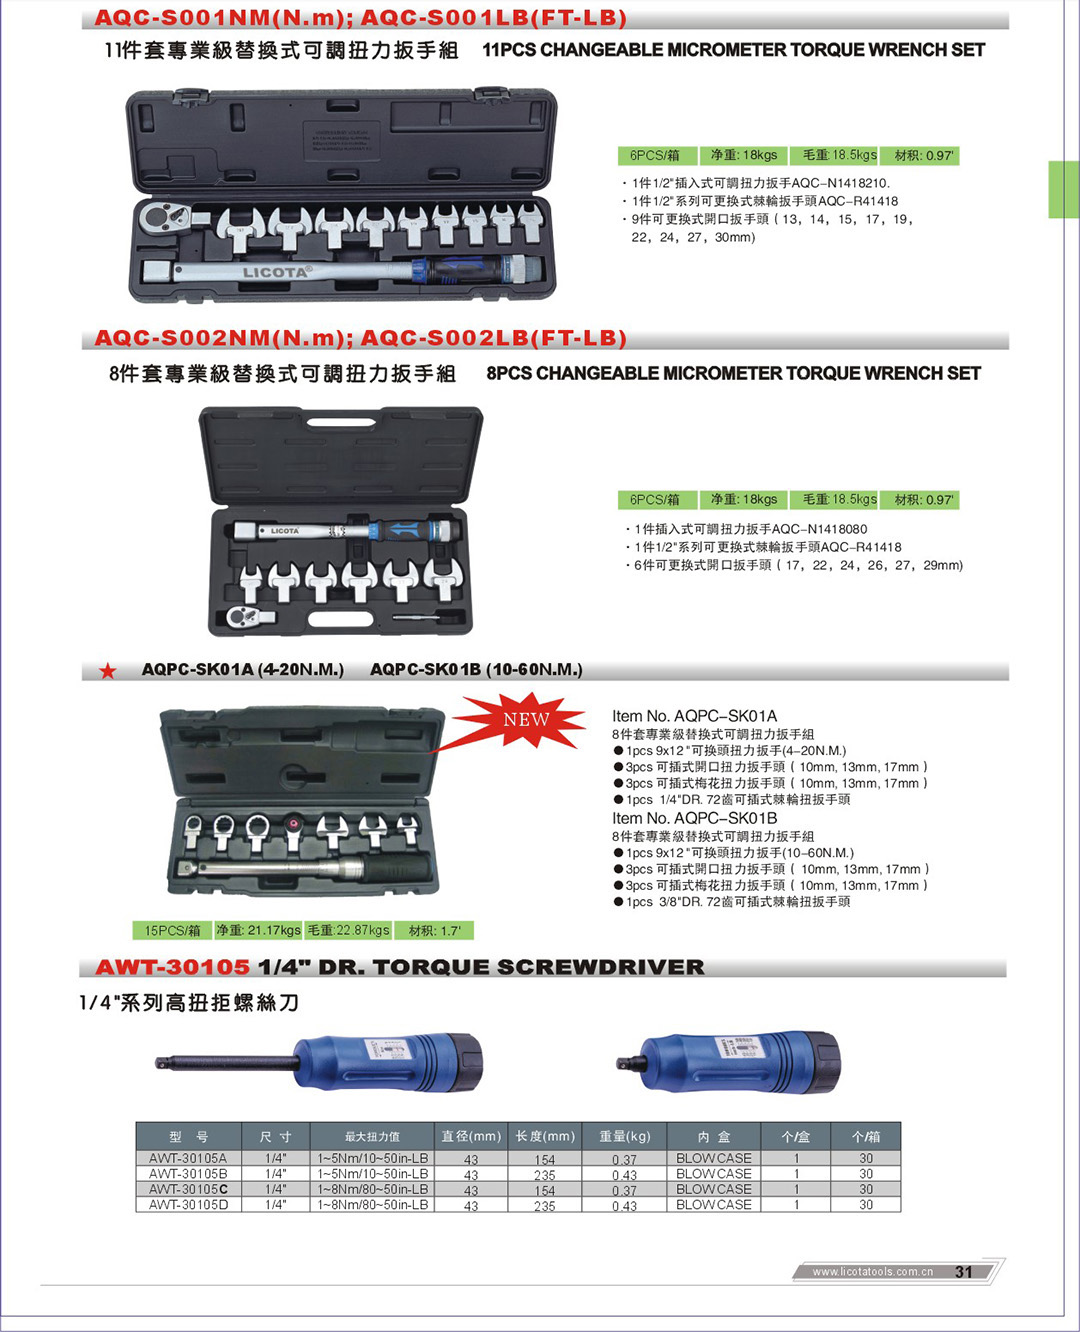 AQC-S001NM(N.m); AQC-S001LB(FT-LB)
11件套專業級替換式可調扭力扳手組 11PCS CHANGEABLE MICROMETER TORQUE WRENCH SET
6PCS/箱 净重: 18kgs 毛重:18.5kgs 材积: 0.97'
· 1件1/2"插入式可調扭力扳手AQC-N1418210.
· 1件1/2"系列可更换式棘輪扳手頭AQC-R41418
· 9件可更换式開口扳手頭（13，14，15，17，19，
22，24，27，30mm)
LICOTA®
AQC-S002NM(N.m); AQC-S002LB(FT-LB)
8件套專業級替換式可調扭力扳手組 8PCS CHANGEABLE MICROMETER TORQUE WRENCH SET
6PCS/箱 净重: 18kgs 毛重:18.5kgs 材积: 0.97'
· 1件插入式可調扭力扳手AQC-N1418080
· 1件1/2"系列可更换式棘輪扳手頭AQC-R41418
· 6件可更换式開口扳手頭（17，22，24，26，27，29mm)
LICOTA
★ AQPC-SK01A (4-20N.M.) AQPC-SK01B (10-60N.M.)
NEW
Item No. AQPC-SK01A
8件套專業級替換式可調扭力扳手組
●1pcs 9x12 "可換頭扭力扳手(4-20N.M.)
●3pcs 可插式開口扭力扳手頭（10mm, 13mm, 17mm）
●3pcs 可插式梅花扭力扳手頭（10mm, 13mm, 17mm）
●1pcs 1/4"DR. 72齒可插式棘輪扭扳手頭
Item No. AQPC-SK01B
8件套專業級替換式可調扭力扳手組
●1pcs 9x12 "可換頭扭力扳手(10-60N.M.)
●3pcs 可插式開口扭力扳手頭（10mm, 13mm, 17mm）
●3pcs 可插式梅花扭力扳手頭（10mm, 13mm, 17mm）
●1pcs 3/8"DR. 72齒可插式棘輪扭扳手頭
15PCS/箱 净重: 21.17kgs 毛重:22.87kgs 材积: 1.7'
AWT-30105 1/4" DR. TORQUE SCREWDRIVER
1/4"系列高扭拒螺絲刀
型 号 尺 寸 最大扭力值 直径(mm) 长度(mm) 重量(kg) 内 盒 个/盒 个/箱
AWT-30105A 1/4" 1~5Nm/10~50in-LB 43 154 0.37 BLOW CASE 1 30
AWT-30105B 1/4" 1~5Nm/10~50in-LB 43 235 0.43 BLOW CASE 1 30
AWT-30105C 1/4" 1~8Nm/80~50in-LB 43 154 0.37 BLOW CASE 1 30
AWT-30105D 1/4" 1~8Nm/80~50in-LB 43 235 0.43 BLOW CASE 1 30
www.licotatools.com.cn 31